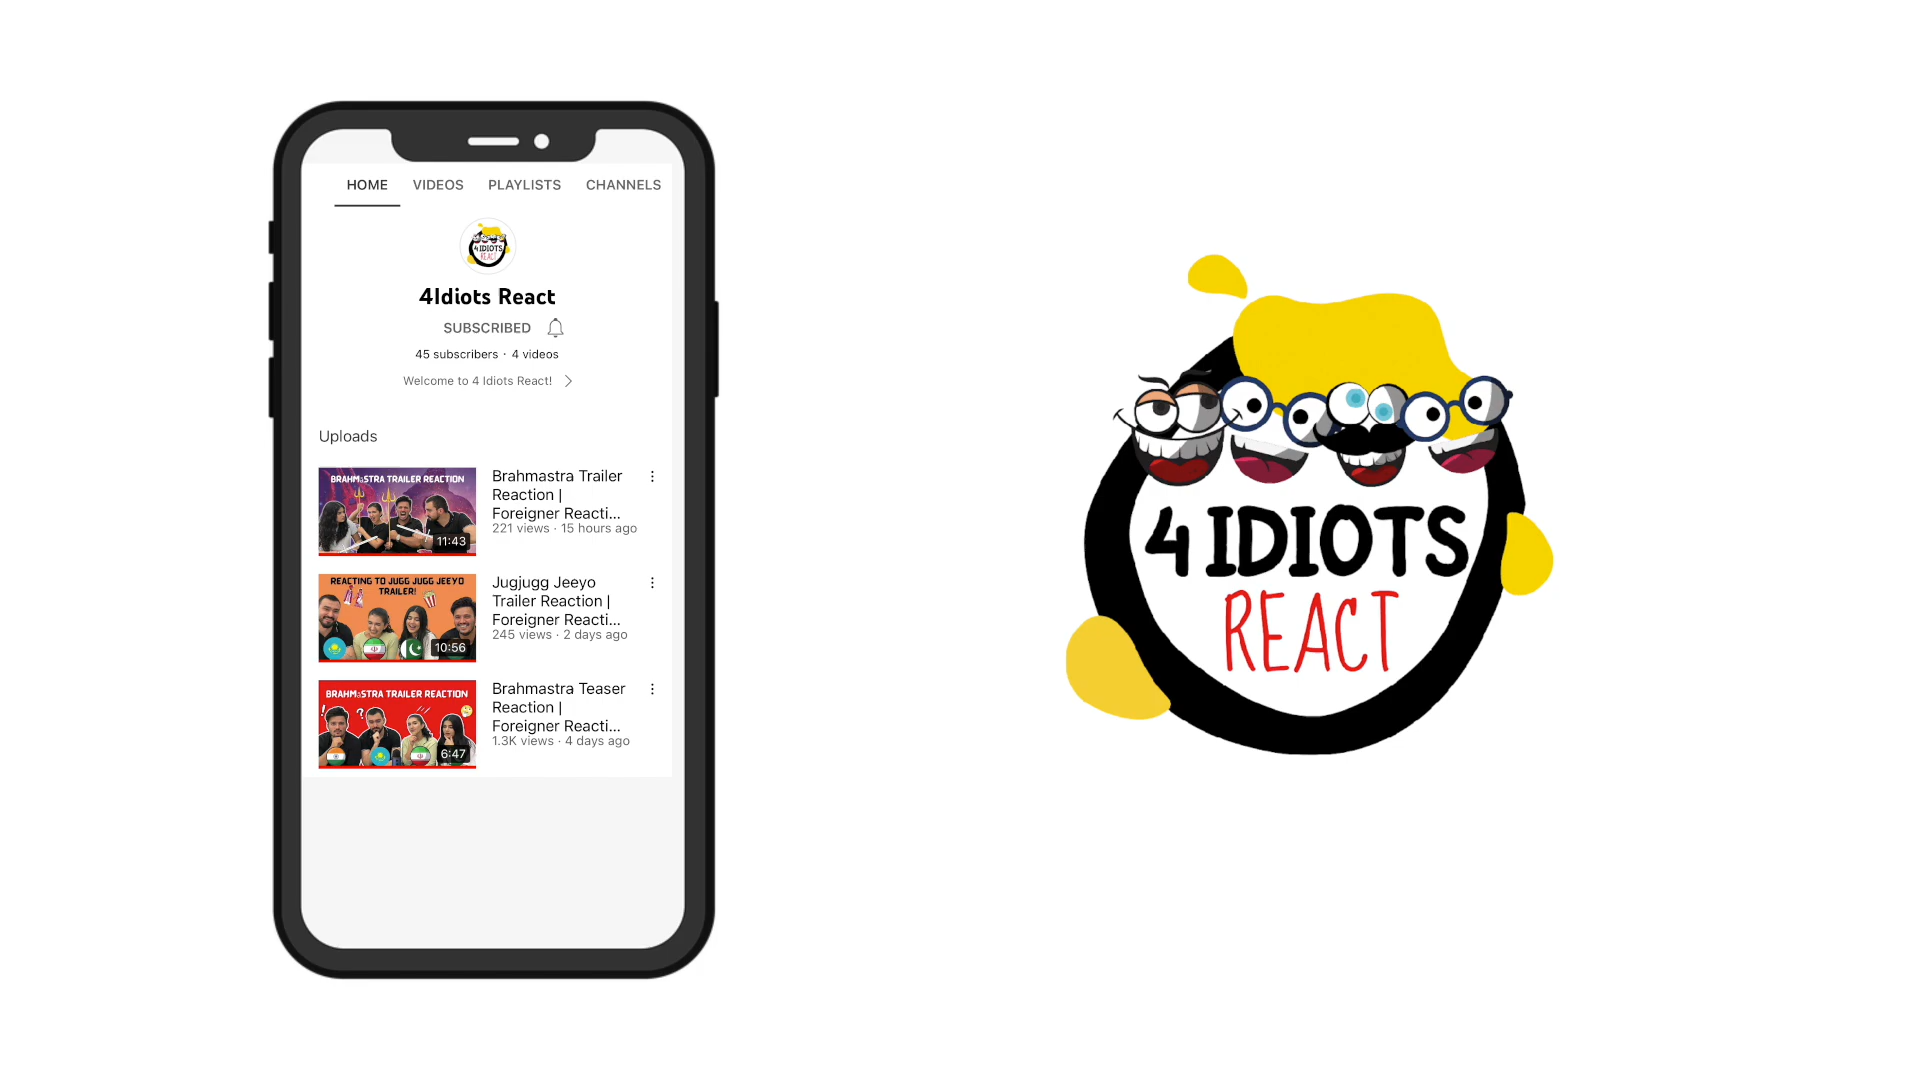 HOME VIDEOS PLAYLISTS CHANNELS
4 IDIOTS
REACT
4Idiots React
SUBSCRIBED
45 subscribers · 4 videos
Welcome to 4 Idiots React!
Uploads
BRAHMaSTRA TRAILER REACTION
11:43
Brahmastra Trailer
Reaction |
Foreigner Reacti...
221 views · 15 hours ago
REACTING TO JUGG JUGG JEEYO
TRAILER!
10:56
Jugjugg Jeeyo
Trailer Reaction |
Foreigner Reacti...
245 views · 2 days ago
BRAHMaSTRA TRAILER REACTION
6:47
Brahmastra Teaser
Reaction |
Foreigner Reacti...
1.3K views · 4 days ago
4 IDIOTS
REACT